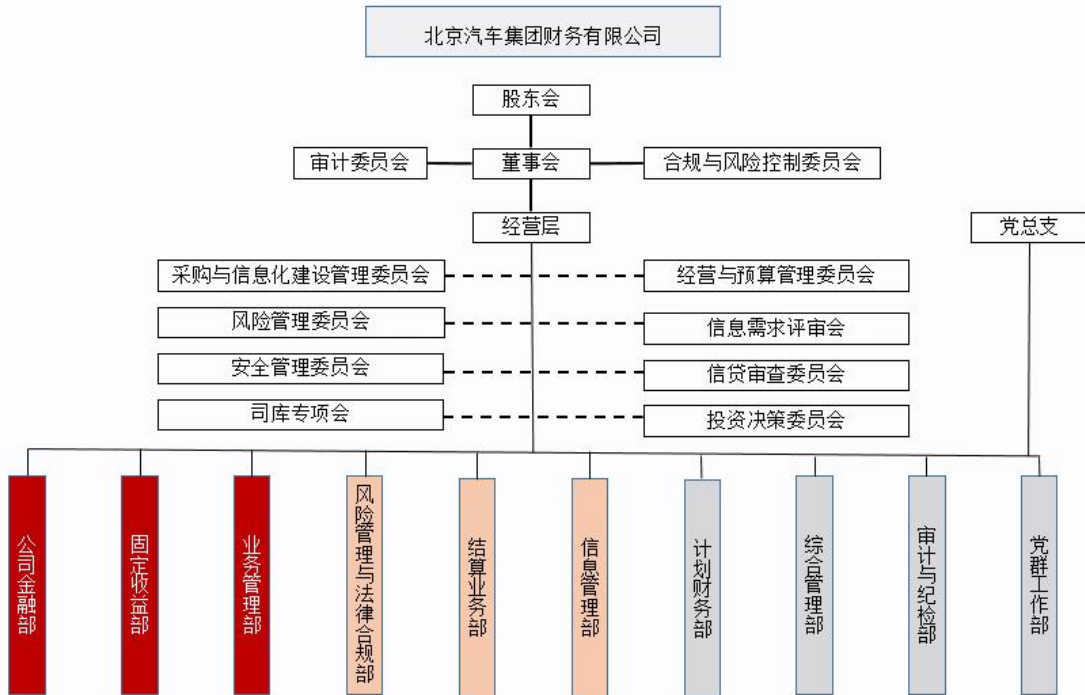 北京汽车集团财务有限公司
股东会
审计委员会
董事会
合规与风险控制委员会
经营层
党总支
采购与信息化建设管理委员会
经营与预算管理委员会
风险管理委员会
信息需求评审会
安全管理委员会
信贷审查委员会
司库专项会
投资决策委员会
公司金融部
固定收益部
业务管理部
风险管理与法律合规部
结算业务部
信息管理部
计划财务部
综合管理部
审计与纪检部
党群工作部